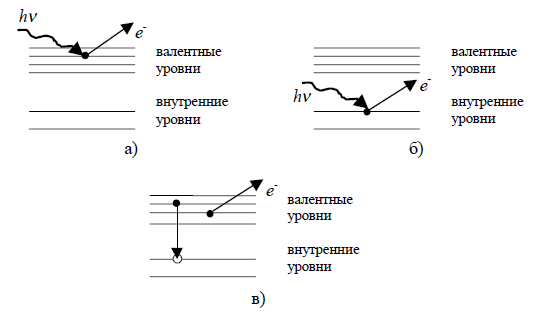 hν
e-
валентные
уровни
внутренние
уровни
а)
валентные
уровни
hν
e-
внутренние
уровни
б)
e-
валентные
уровни
внутренние
уровни
в)